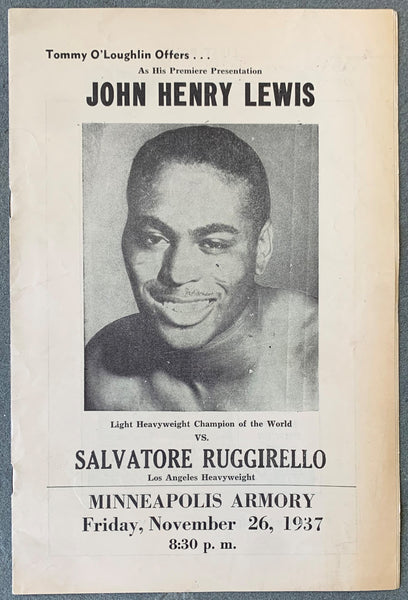 Tommy O'Loughlin Offers . . .
As His Premiere Presentation
JOHN HENRY LEWIS
Light Heavyweight Champion of the World
VS.
SALVATORE RUGGIRELLO
Los Angeles Heavyweight
MINNEAPOLIS ARMORY
Friday, November 26, 1937
8:30 p. m.